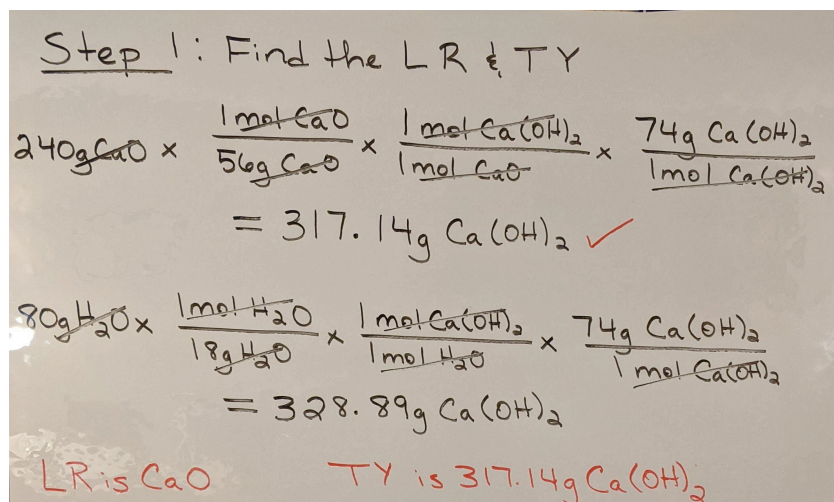 Step 1: Find the LR & TY
240g CaO × 1 mol CaO / 56g CaO × 1 mol Ca(OH)₂ / 1 mol CaO × 74g Ca(OH)₂ / 1 mol Ca(OH)₂
= 317.14g Ca(OH)₂ ✓
80g H₂O × 1 mol H₂O / 18g H₂O × 1 mol Ca(OH)₂ / 1 mol H₂O × 74g Ca(OH)₂ / 1 mol Ca(OH)₂
= 328.89g Ca(OH)₂
LR is CaO TY is 317.14g Ca(OH)₂